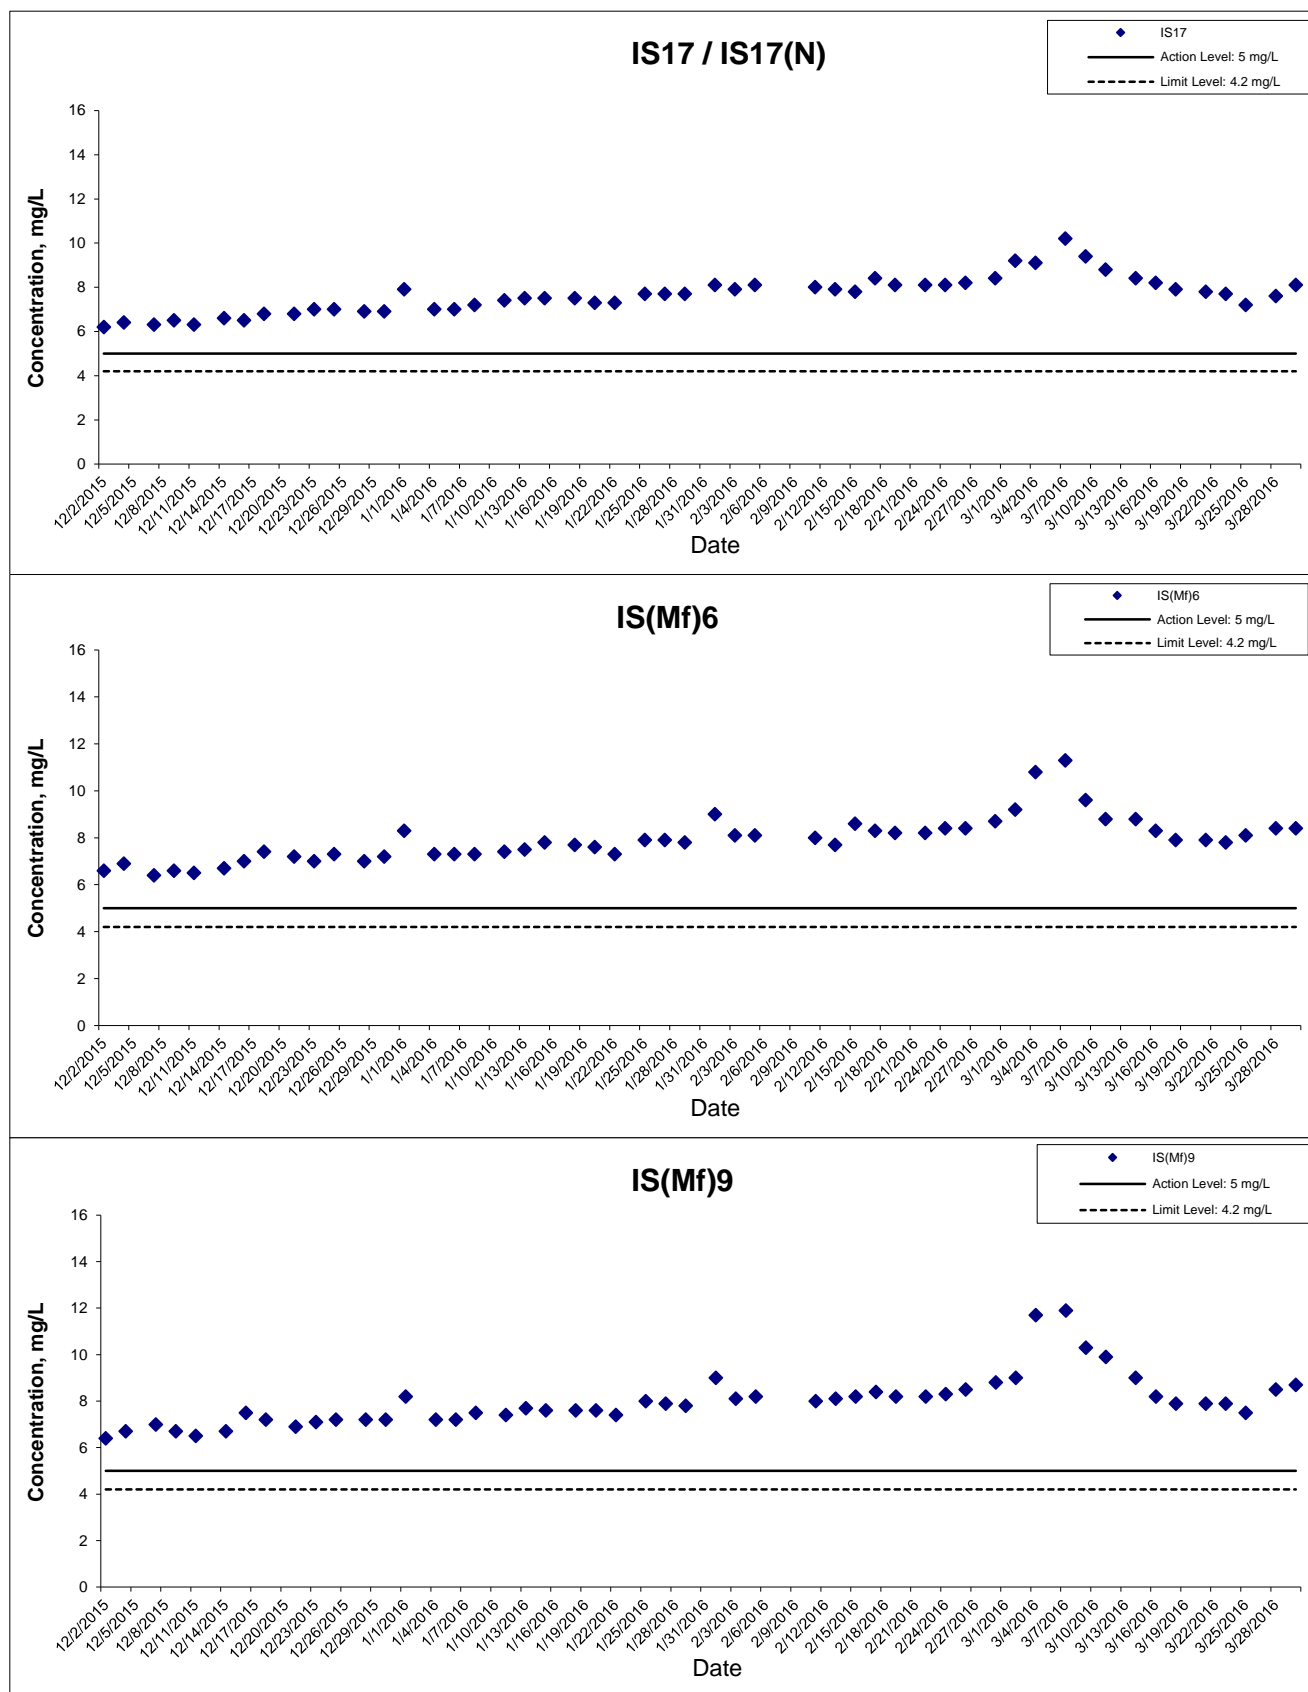 IS17 / IS17(N)
IS17
Action Level: 5 mg/L
Limit Level: 4.2 mg/L
Concentration, mg/L
16
14
12
10
8
6
4
2
0
12/2/2015 12/5/2015 12/8/2015 12/11/2015 12/14/2015 12/17/2015 12/20/2015 12/23/2015 12/26/2015 12/29/2015 1/1/2016 1/4/2016 1/7/2016 1/10/2016 1/13/2016 1/16/2016 1/19/2016 1/22/2016 1/25/2016 1/28/2016 1/31/2016 2/3/2016 2/6/2016 2/9/2016 2/12/2016 2/15/2016 2/18/2016 2/21/2016 2/24/2016 2/27/2016 3/1/2016 3/4/2016 3/7/2016 3/10/2016 3/13/2016 3/16/2016 3/19/2016 3/22/2016 3/25/2016 3/28/2016
Date
IS(Mf)6
IS(Mf)6
Action Level: 5 mg/L
Limit Level: 4.2 mg/L
Concentration, mg/L
16
14
12
10
8
6
4
2
0
12/2/2015 12/5/2015 12/8/2015 12/11/2015 12/14/2015 12/17/2015 12/20/2015 12/23/2015 12/26/2015 12/29/2015 1/1/2016 1/4/2016 1/7/2016 1/10/2016 1/13/2016 1/16/2016 1/19/2016 1/22/2016 1/25/2016 1/28/2016 1/31/2016 2/3/2016 2/6/2016 2/9/2016 2/12/2016 2/15/2016 2/18/2016 2/21/2016 2/24/2016 2/27/2016 3/1/2016 3/4/2016 3/7/2016 3/10/2016 3/13/2016 3/16/2016 3/19/2016 3/22/2016 3/25/2016 3/28/2016
Date
IS(Mf)9
IS(Mf)9
Action Level: 5 mg/L
Limit Level: 4.2 mg/L
Concentration, mg/L
16
14
12
10
8
6
4
2
0
12/2/2015 12/5/2015 12/8/2015 12/11/2015 12/14/2015 12/17/2015 12/20/2015 12/23/2015 12/26/2015 12/29/2015 1/1/2016 1/4/2016 1/7/2016 1/10/2016 1/13/2016 1/16/2016 1/19/2016 1/22/2016 1/25/2016 1/28/2016 1/31/2016 2/3/2016 2/6/2016 2/9/2016 2/12/2016 2/15/2016 2/18/2016 2/21/2016 2/24/2016 2/27/2016 3/1/2016 3/4/2016 3/7/2016 3/10/2016 3/13/2016 3/16/2016 3/19/2016 3/22/2016 3/25/2016 3/28/2016
Date